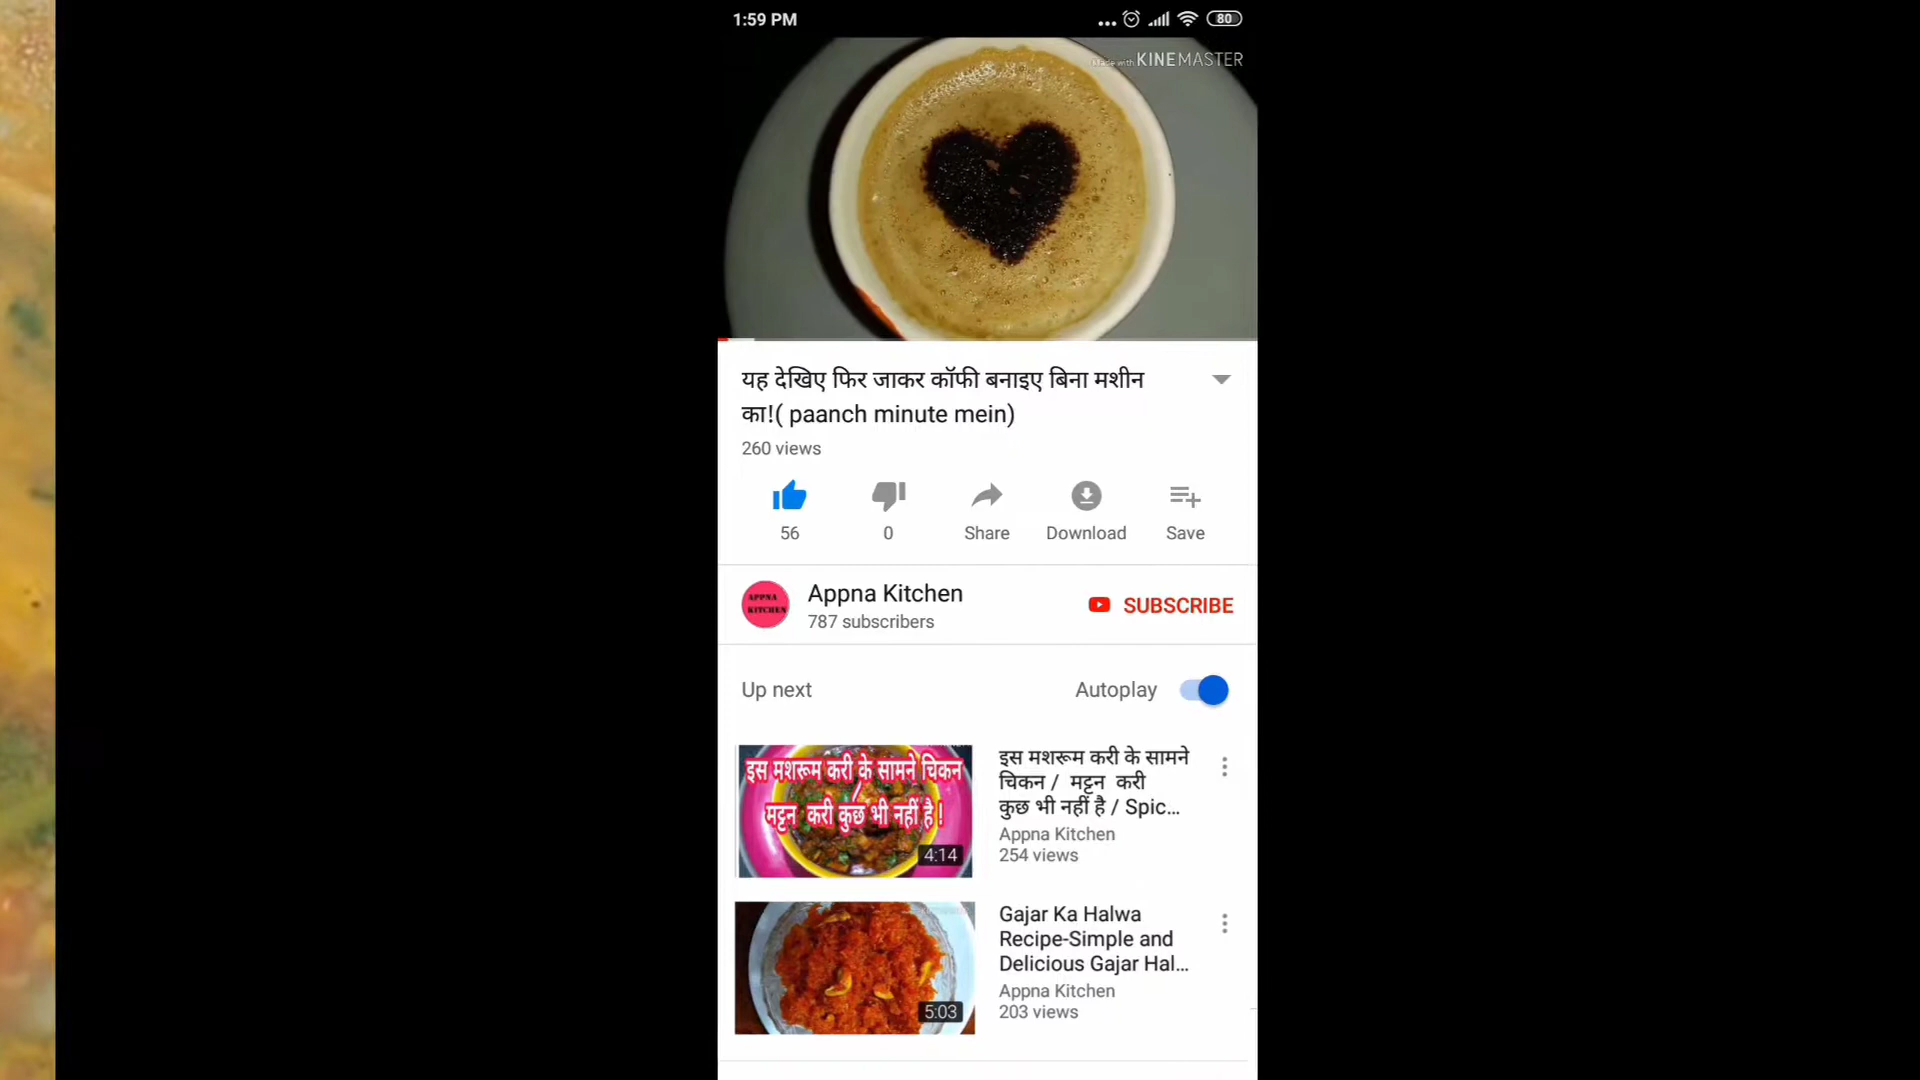 1:59 PM
80
Made with KINEMASTER
यह देखिए फिर जाकर कॉफी बनाइए बिना मशीन
का!( paanch minute mein)
260 views
56
0
Share
Download
Save
APPNA
KITCHEN
Appna Kitchen
787 subscribers
SUBSCRIBE
Up next
Autoplay
इस मशरूम करी के सामने चिकन
/
मट्टन करी कुछ भी नहीं है !
4:14
इस मशरूम करी के सामने
चिकन / मट्टन करी
कुछ भी नहीं है / Spic...
Appna Kitchen
254 views
5:03
Gajar Ka Halwa
Recipe-Simple and
Delicious Gajar Hal...
Appna Kitchen
203 views